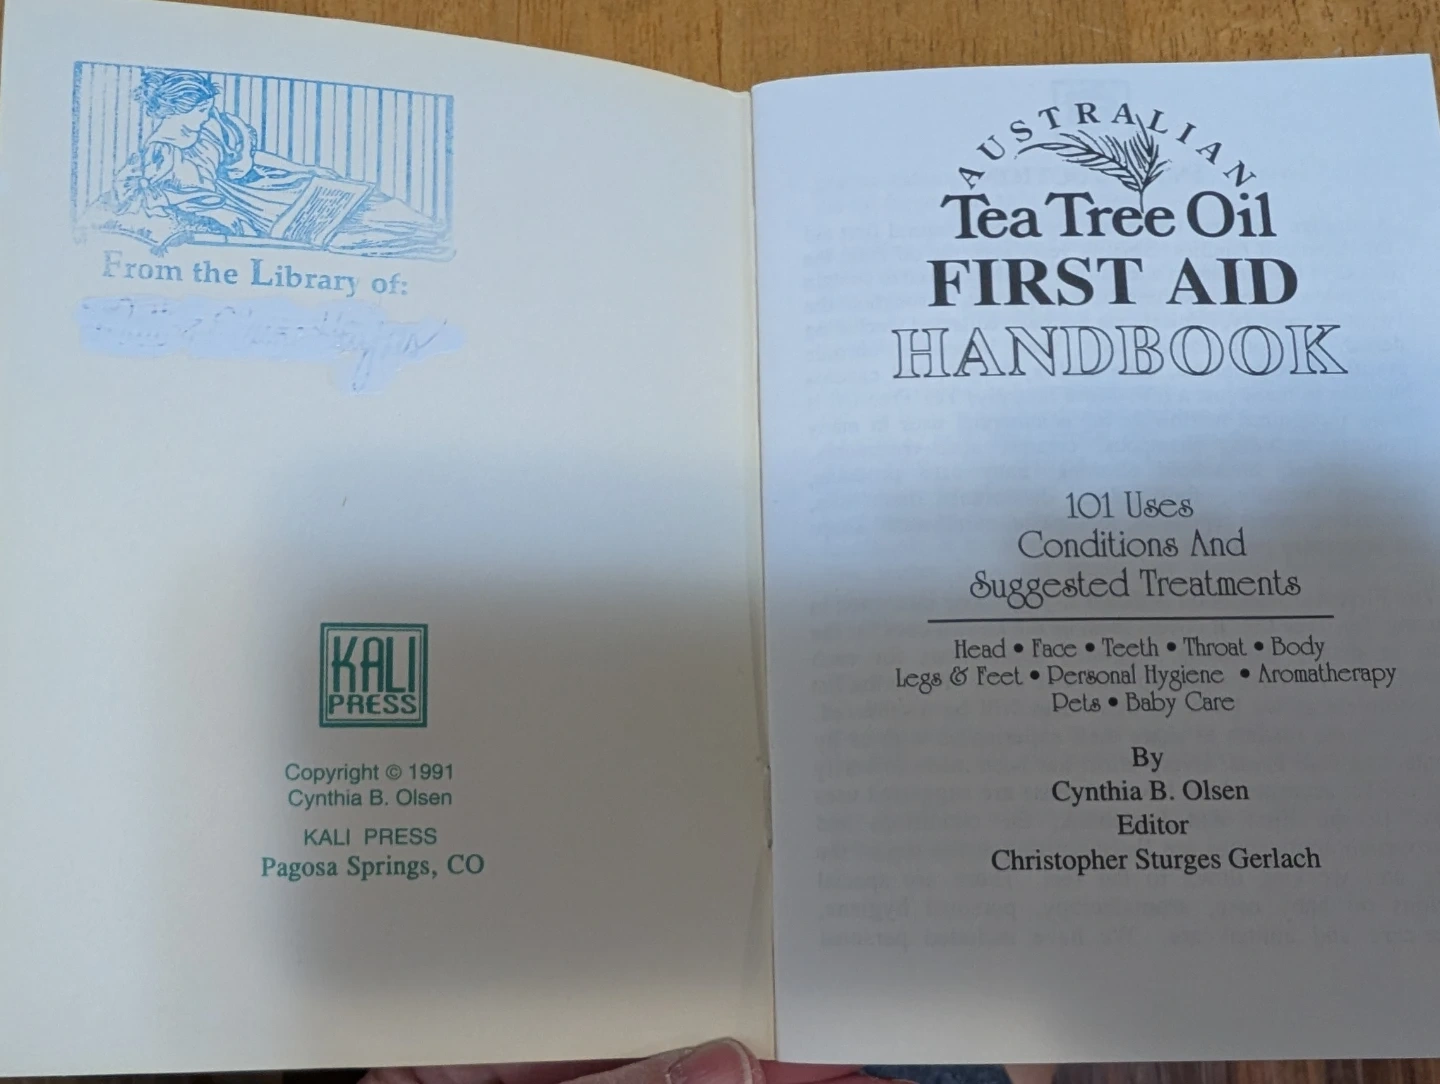 From the Library of:
KALI
PRESS
Copyright © 1991
Cynthia B. Olsen
KALI PRESS
Pagosa Springs, CO
AUSTRALIAN
Tea Tree Oil
FIRST AID
HANDBOOK
101 Uses
Conditions And
Suggested Treatments
Head • Face • Teeth • Throat • Body
Legs & Feet • Personal Hygiene • Aromatherapy
Pets • Baby Care
By
Cynthia B. Olsen
Editor
Christopher Sturges Gerlach